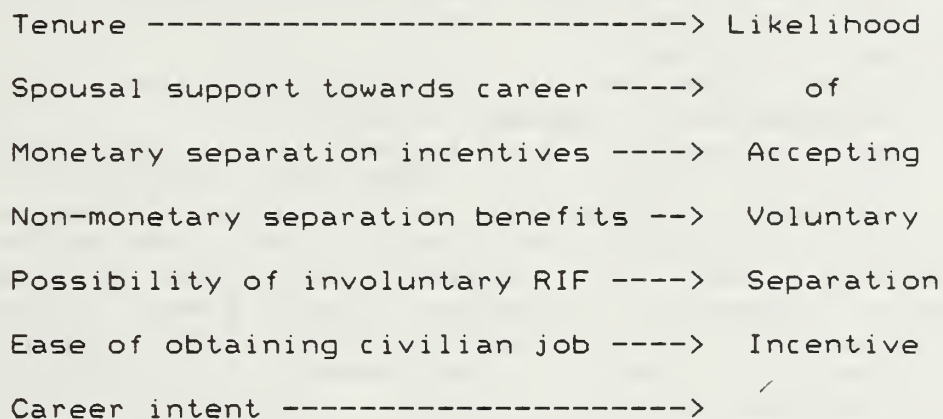 Tenure ------------------------------> Likelihood
Spousal support towards career ----> of
Monetary separation incentives ----> Accepting
Non-monetary separation benefits --> Voluntary
Possibility of involuntary RIF ----> Separation
Ease of obtaining civilian job ----> Incentive
Career intent ----------------------->